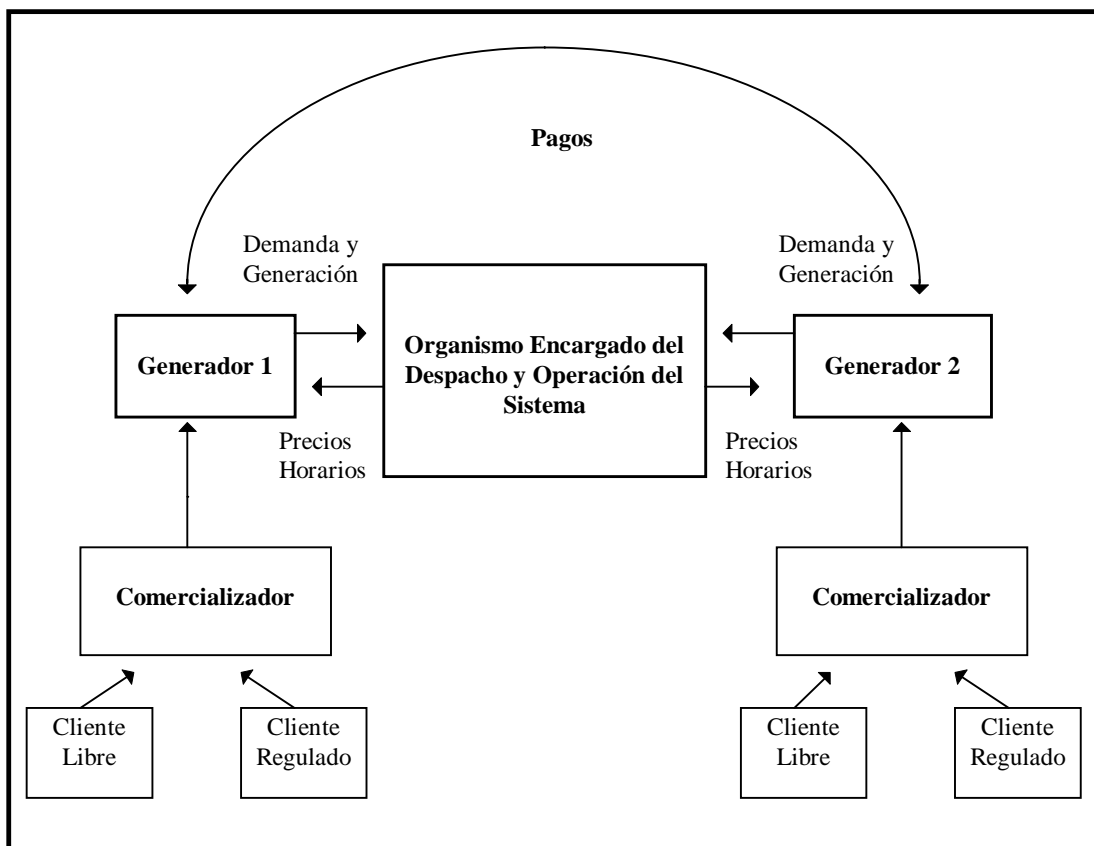 Pagos
Demanda y
Generación
Demanda y
Generación
Generador 1
Organismo Encargado del
Despacho y Operación del
Sistema
Generador 2
Precios
Horarios
Precios
Horarios
Comercializador
Comercializador
Cliente
Libre
Cliente
Regulado
Cliente
Libre
Cliente
Regulado